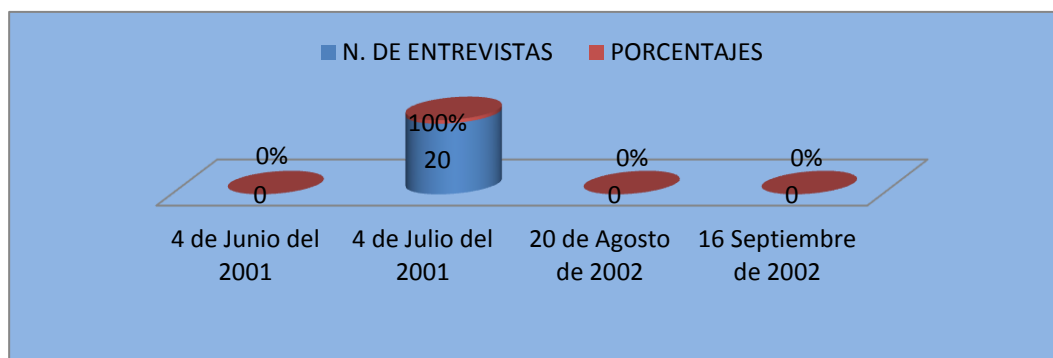 N. DE ENTREVISTAS PORCENTAJES
100%
0% 20 0% 0%
0 0 0
4 de Junio del 4 de Julio del 20 de Agosto 16 Septiembre
2001 2001 de 2002 de 2002